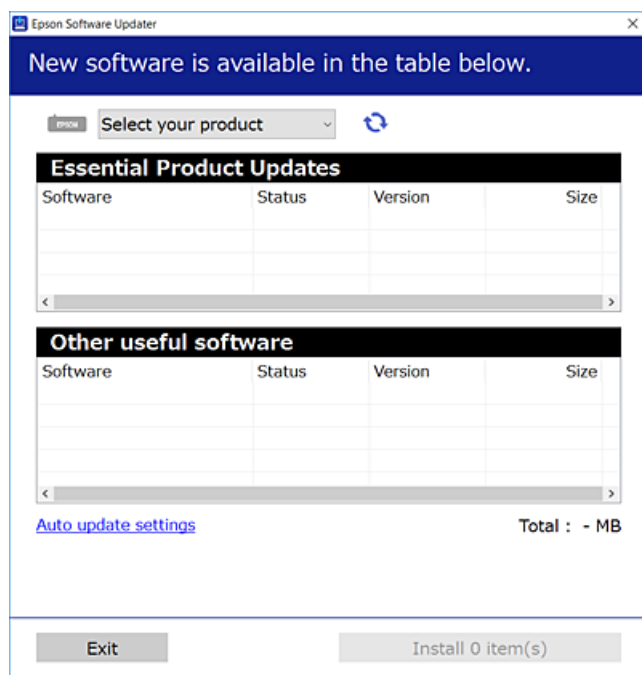 Epson Software Updater
New software is available in the table below.
EPSON Select your product
Essential Product Updates
Software Status Version Size
Other useful software
Software Status Version Size
Auto update settings Total : - MB
Exit Install 0 item(s)